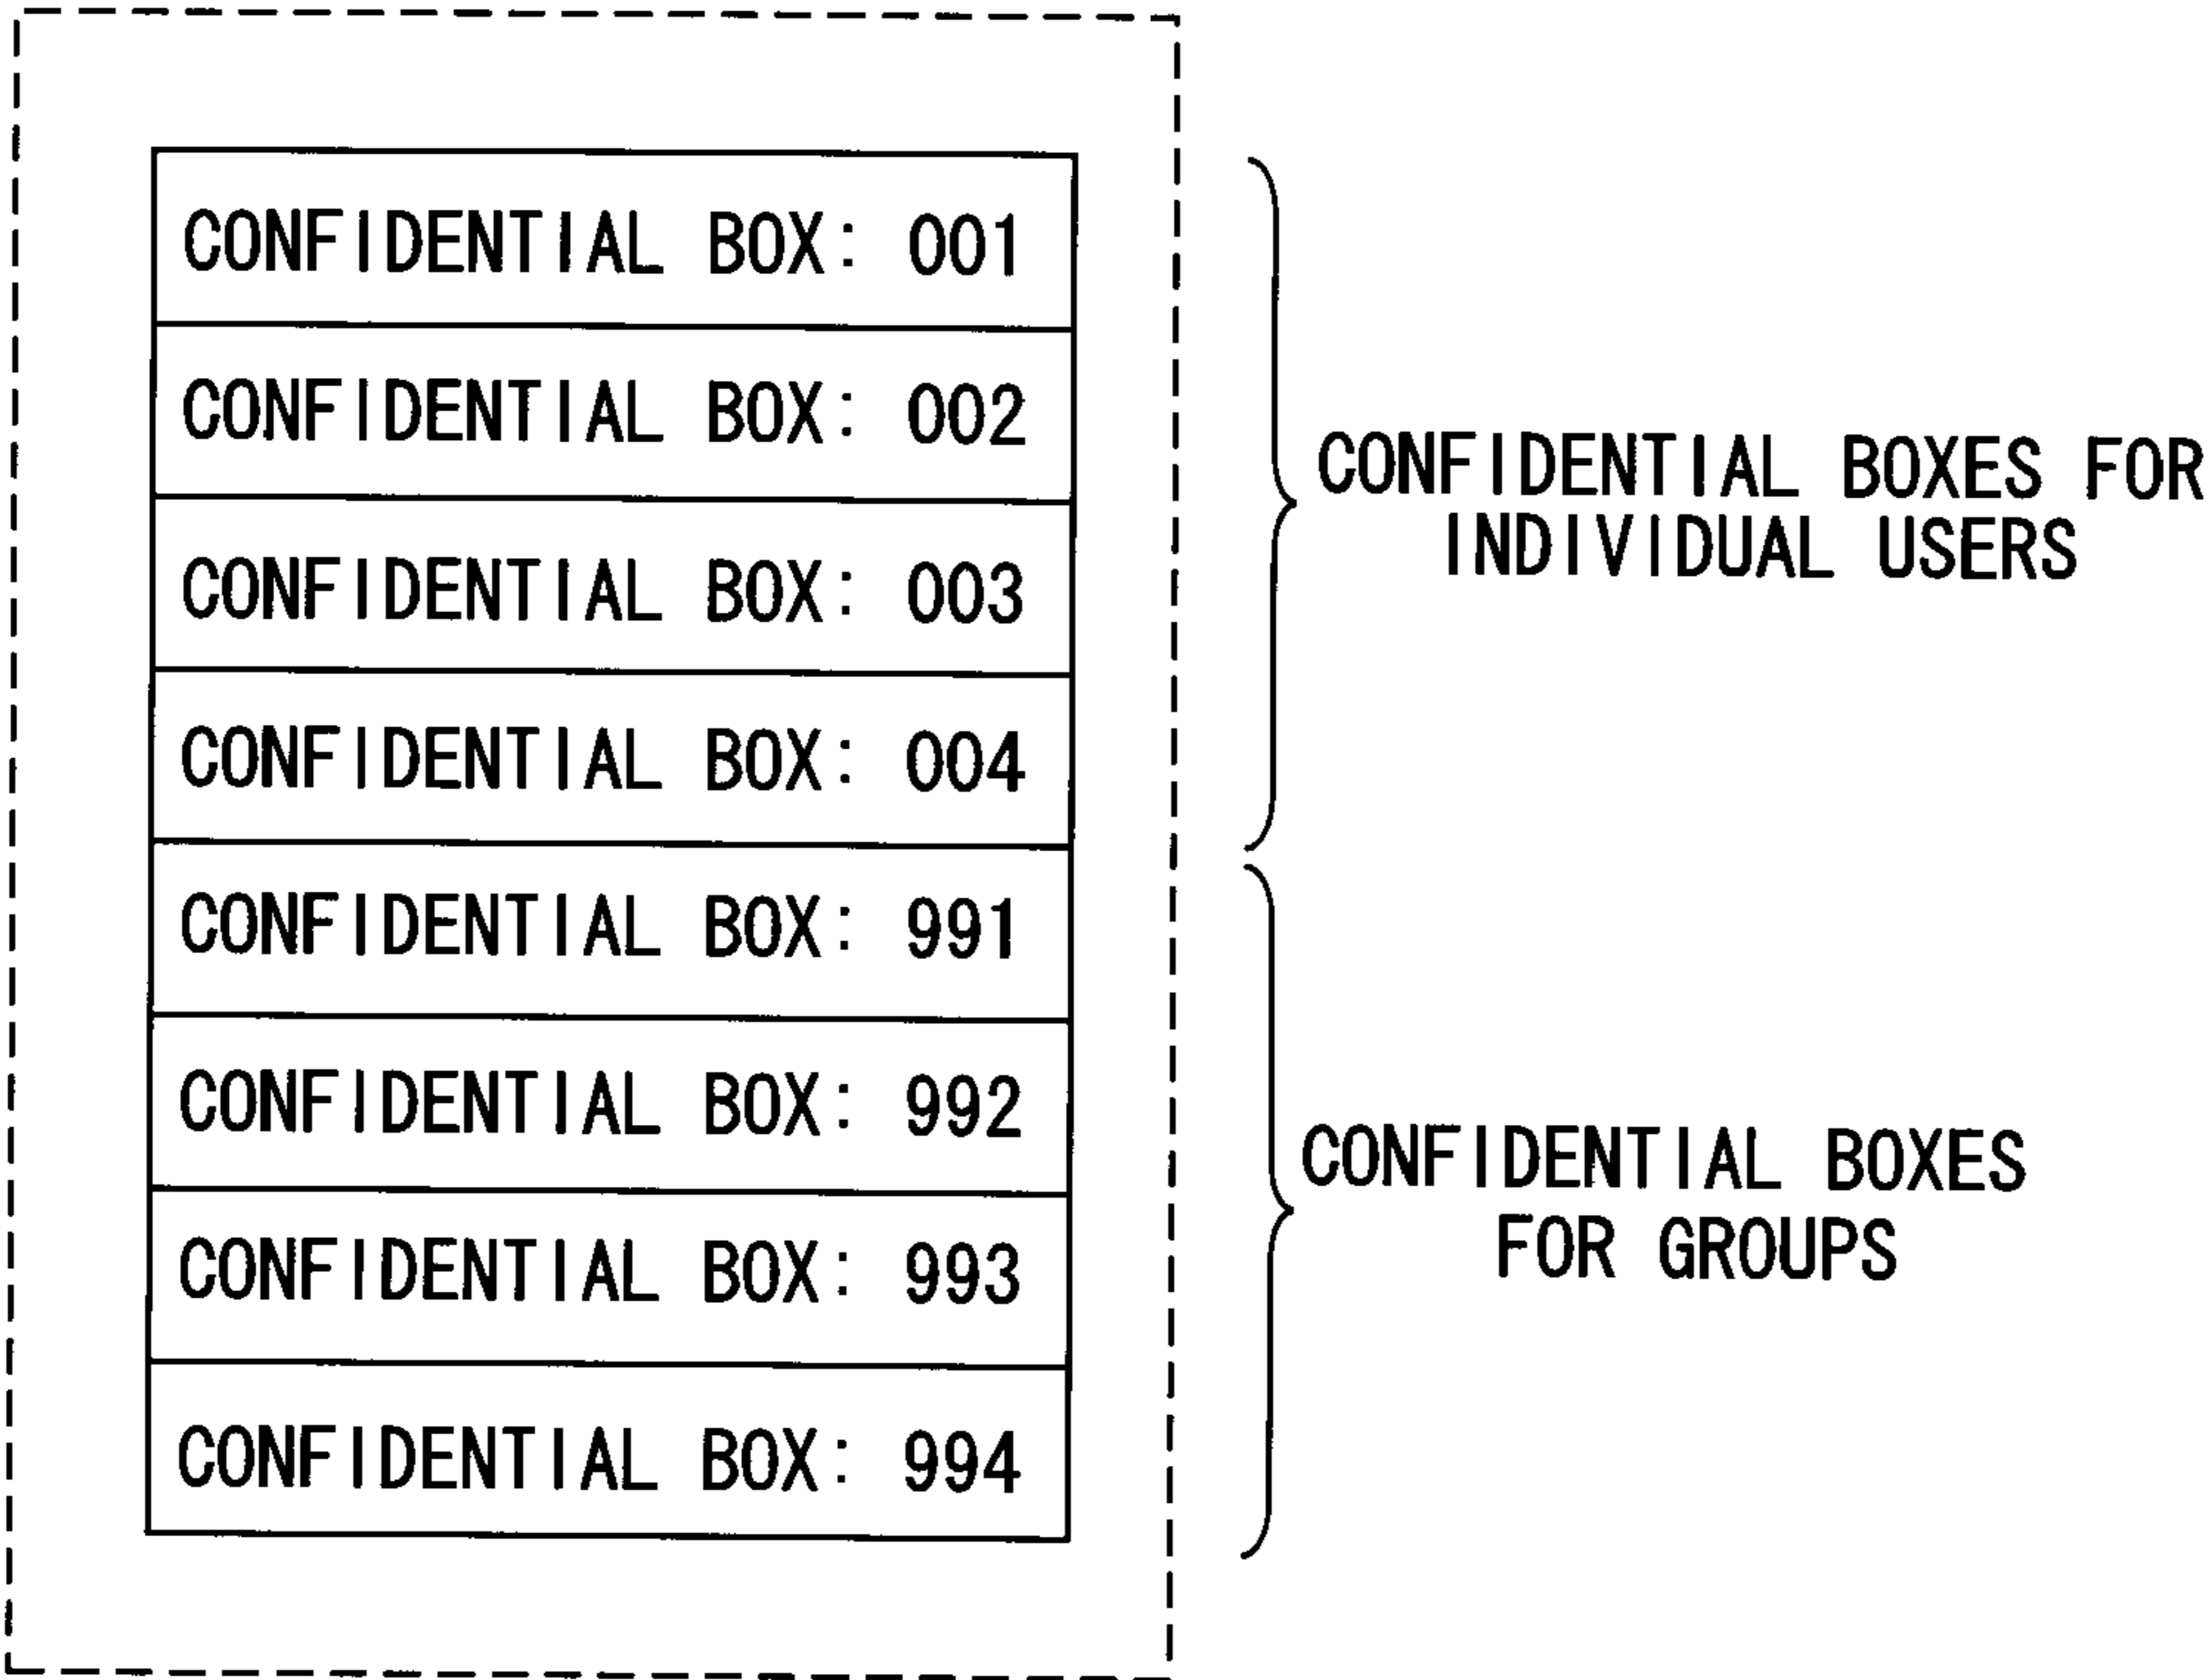 CONFIDENTIAL BOX: 001
CONFIDENTIAL BOX: 002
CONFIDENTIAL BOX: 003
CONFIDENTIAL BOX: 004
CONFIDENTIAL BOXES FOR
INDIVIDUAL USERS
CONFIDENTIAL BOX: 991
CONFIDENTIAL BOX: 992
CONFIDENTIAL BOX: 993
CONFIDENTIAL BOX: 994
CONFIDENTIAL BOXES
FOR GROUPS